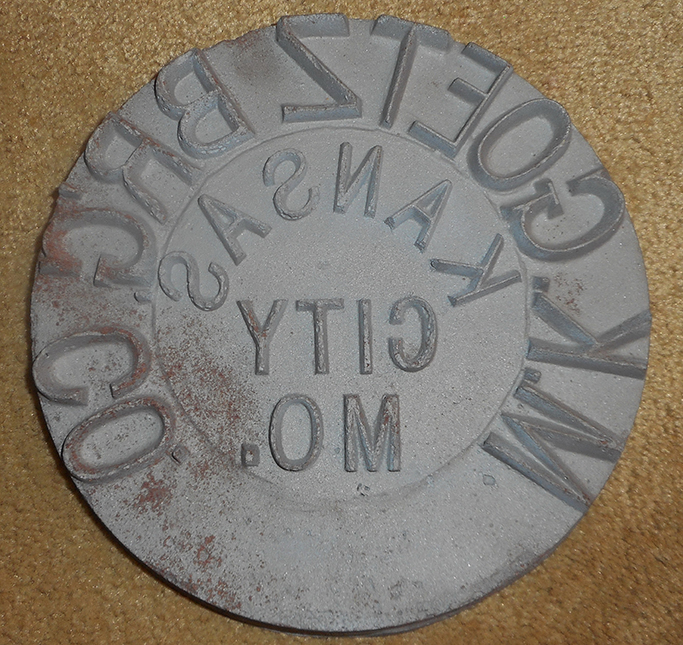 M.K. GOETZ BRG. CO.
KANSAS
CITY
MO.